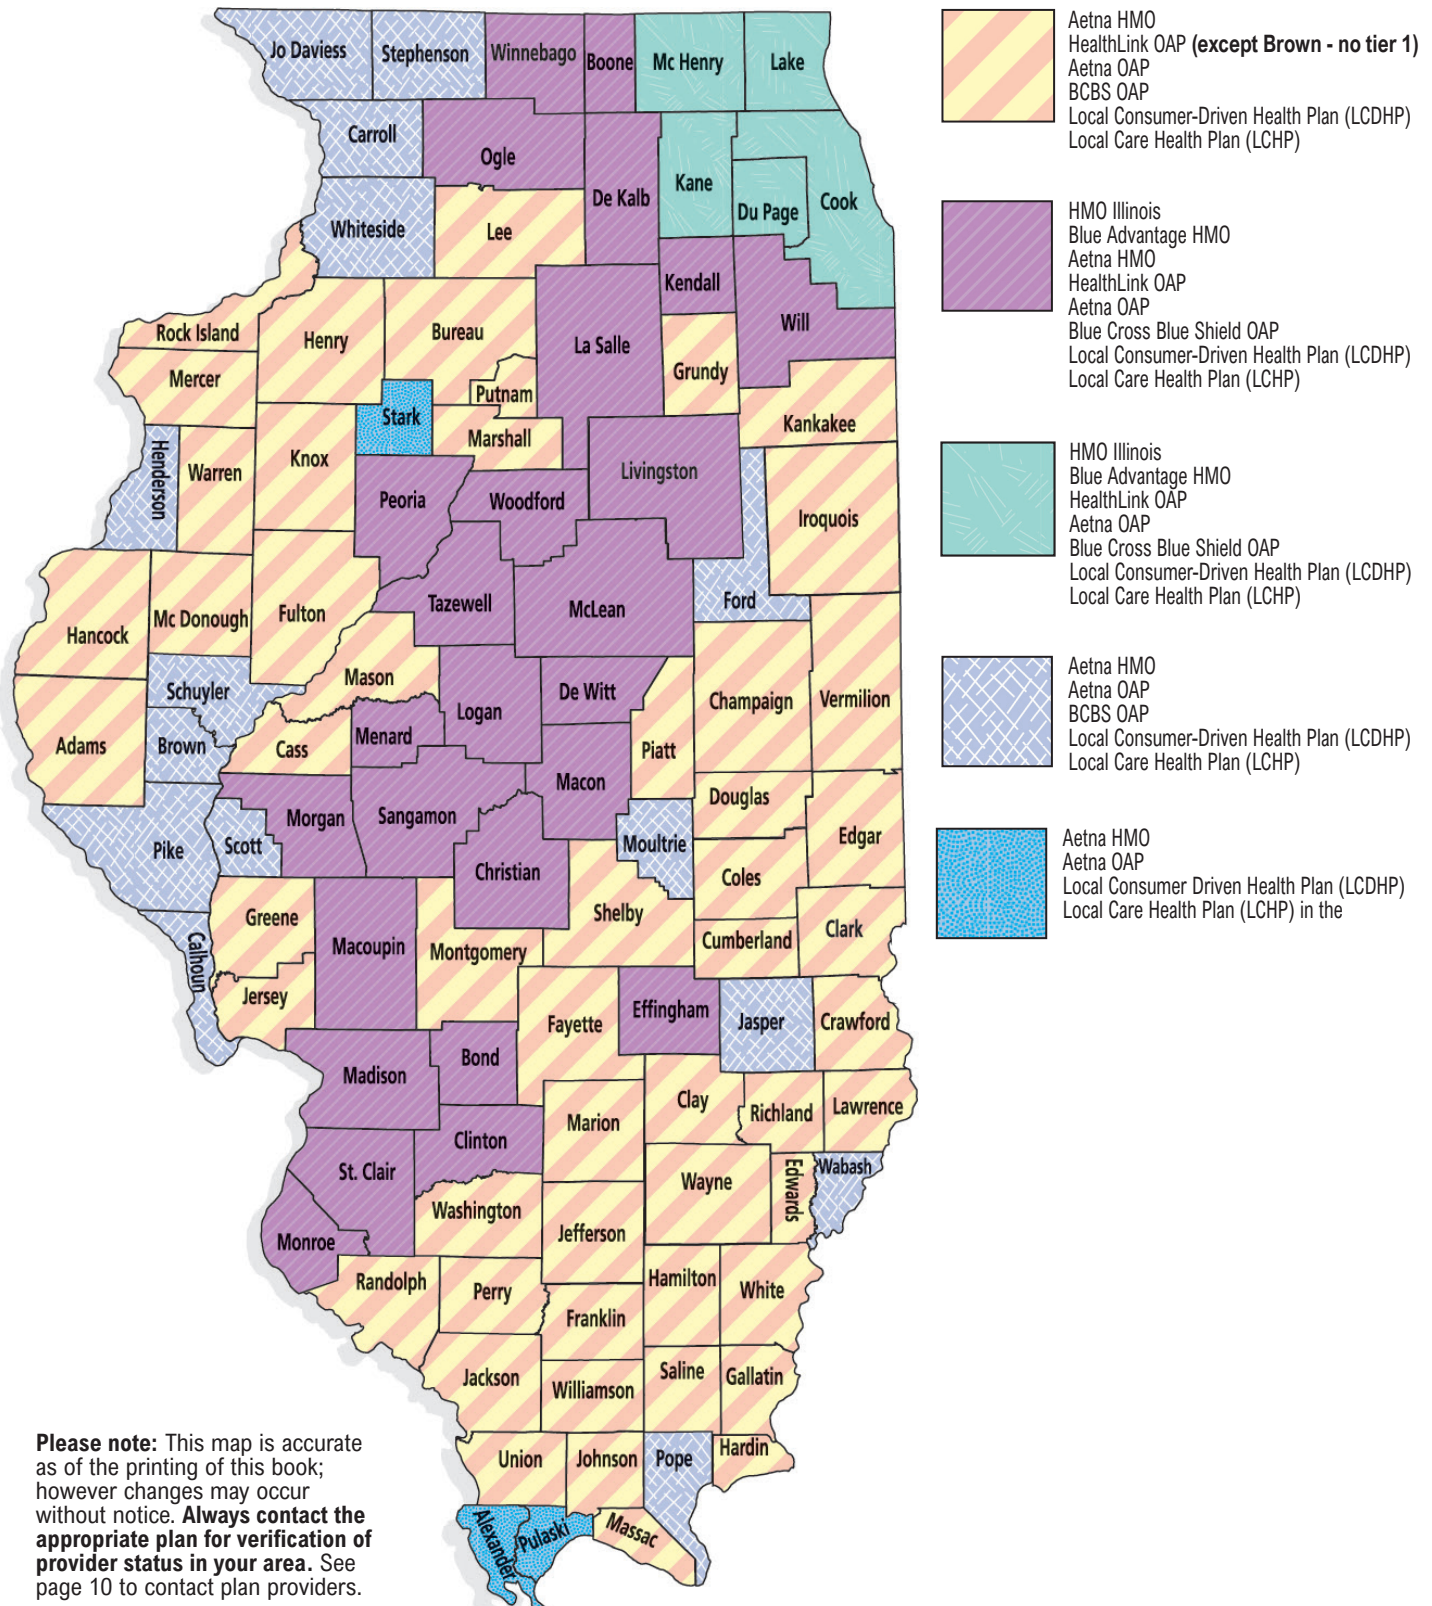 Jo Daviess
Stephenson
Winnebago
Boone
Mc Henry
Lake
Carroll
Ogle
De Kalb
Kane
Du Page
Cook
Whiteside
Lee
Kendall
Will
Rock Island
Henry
Bureau
La Salle
Grundy
Mercer
Putnam
Kankakee
Stark
Marshall
Henderson
Warren
Knox
Peoria
Woodford
Livingston
Iroquois
Hancock
Mc Donough
Fulton
Tazewell
McLean
Ford
Mason
Schuyler
De Witt
Champaign
Vermilion
Logan
Adams
Brown
Cass
Menard
Piatt
Macon
Douglas
Morgan
Sangamon
Edgar
Pike
Scott
Moultrie
Christian
Coles
Greene
Shelby
Clark
Macoupin
Montgomery
Cumberland
Calhoun
Jersey
Effingham
Fayette
Jasper
Crawford
Bond
Madison
Clay
Richland
Lawrence
Marion
Clinton
St. Clair
Wayne
Edwards
Wabash
Washington
Jefferson
Monroe
Randolph
Perry
Hamilton
White
Franklin
Jackson
Williamson
Saline
Gallatin
Union
Johnson
Pope
Hardin
Alexander
Pulaski
Massac
Aetna HMO
HealthLink OAP (except Brown - no tier 1)
Aetna OAP
BCBS OAP
Local Consumer-Driven Health Plan (LCDHP)
Local Care Health Plan (LCHP)
HMO Illinois
Blue Advantage HMO
Aetna HMO
HealthLink OAP
Aetna OAP
Blue Cross Blue Shield OAP
Local Consumer-Driven Health Plan (LCDHP)
Local Care Health Plan (LCHP)
HMO Illinois
Blue Advantage HMO
HealthLink OAP
Aetna OAP
Blue Cross Blue Shield OAP
Local Consumer-Driven Health Plan (LCDHP)
Local Care Health Plan (LCHP)
Aetna HMO
Aetna OAP
BCBS OAP
Local Consumer-Driven Health Plan (LCDHP)
Local Care Health Plan (LCHP)
Aetna HMO
Aetna OAP
Local Consumer Driven Health Plan (LCDHP)
Local Care Health Plan (LCHP) in the
Please note: This map is accurate
as of the printing of this book;
however changes may occur
without notice. Always contact the
appropriate plan for verification of
provider status in your area. See
page 10 to contact plan providers.